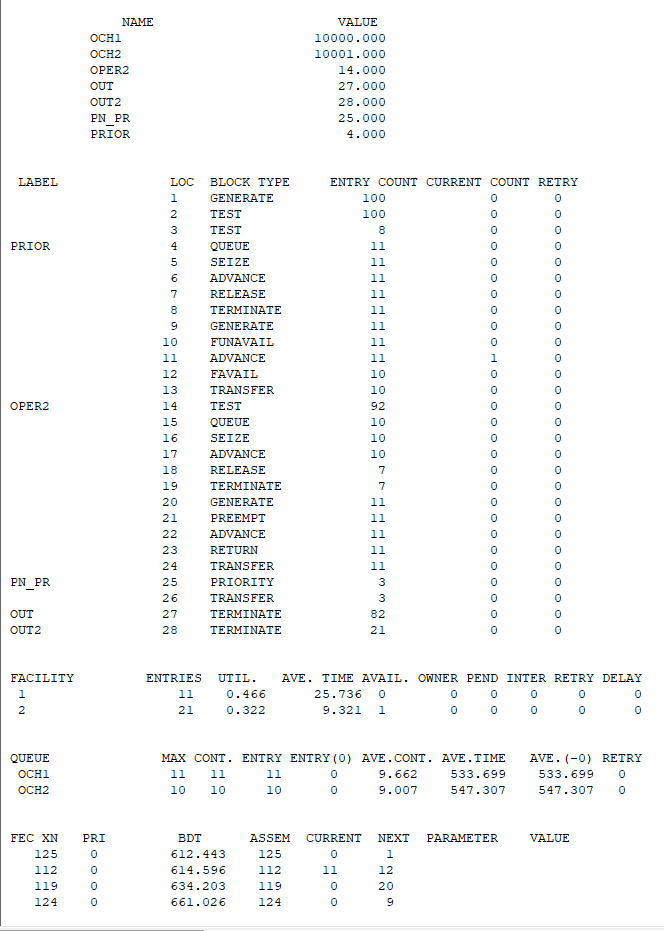 NAME VALUE
OCH1 10000.000
OCH2 10001.000
OPER2 14.000
OUT 27.000
OUT2 28.000
PN_PR 25.000
PRIOR 4.000
LABEL LOC BLOCK TYPE ENTRY COUNT CURRENT COUNT RETRY
1 GENERATE 100 0 0
2 TEST 100 0 0
3 TEST 8 0 0
PRIOR 4 QUEUE 11 0 0
5 SEIZE 11 0 0
6 ADVANCE 11 0 0
7 RELEASE 11 0 0
8 TERMINATE 11 0 0
9 GENERATE 11 0 0
10 FUNAVAIL 11 0 0
11 ADVANCE 11 1 0
12 FAVAIL 10 0 0
13 TRANSFER 10 0 0
OPER2 14 TEST 92 0 0
15 QUEUE 10 0 0
16 SEIZE 10 0 0
17 ADVANCE 10 0 0
18 RELEASE 7 0 0
19 TERMINATE 7 0 0
20 GENERATE 11 0 0
21 PREEMPT 11 0 0
22 ADVANCE 11 0 0
23 RETURN 11 0 0
24 TRANSFER 11 0 0
PN_PR 25 PRIORITY 3 0 0
26 TRANSFER 3 0 0
OUT 27 TERMINATE 82 0 0
OUT2 28 TERMINATE 21 0 0
FACILITY ENTRIES UTIL. AVE. TIME AVAIL. OWNER PEND INTER RETRY DELAY
1 11 0.466 25.736 0 0 0 0 0 0
2 21 0.322 9.321 1 0 0 0 0 0
QUEUE MAX CONT. ENTRY ENTRY(0) AVE.CONT. AVE.TIME AVE.(-0) RETRY
OCH1 11 11 11 0 9.662 533.699 533.699 0
OCH2 10 10 10 0 9.007 547.307 547.307 0
FEC XN PRI BDT ASSEM CURRENT NEXT PARAMETER VALUE
125 0 612.443 125 0 1
112 0 614.596 112 11 12
119 0 634.203 119 0 20
124 0 661.026 124 0 9